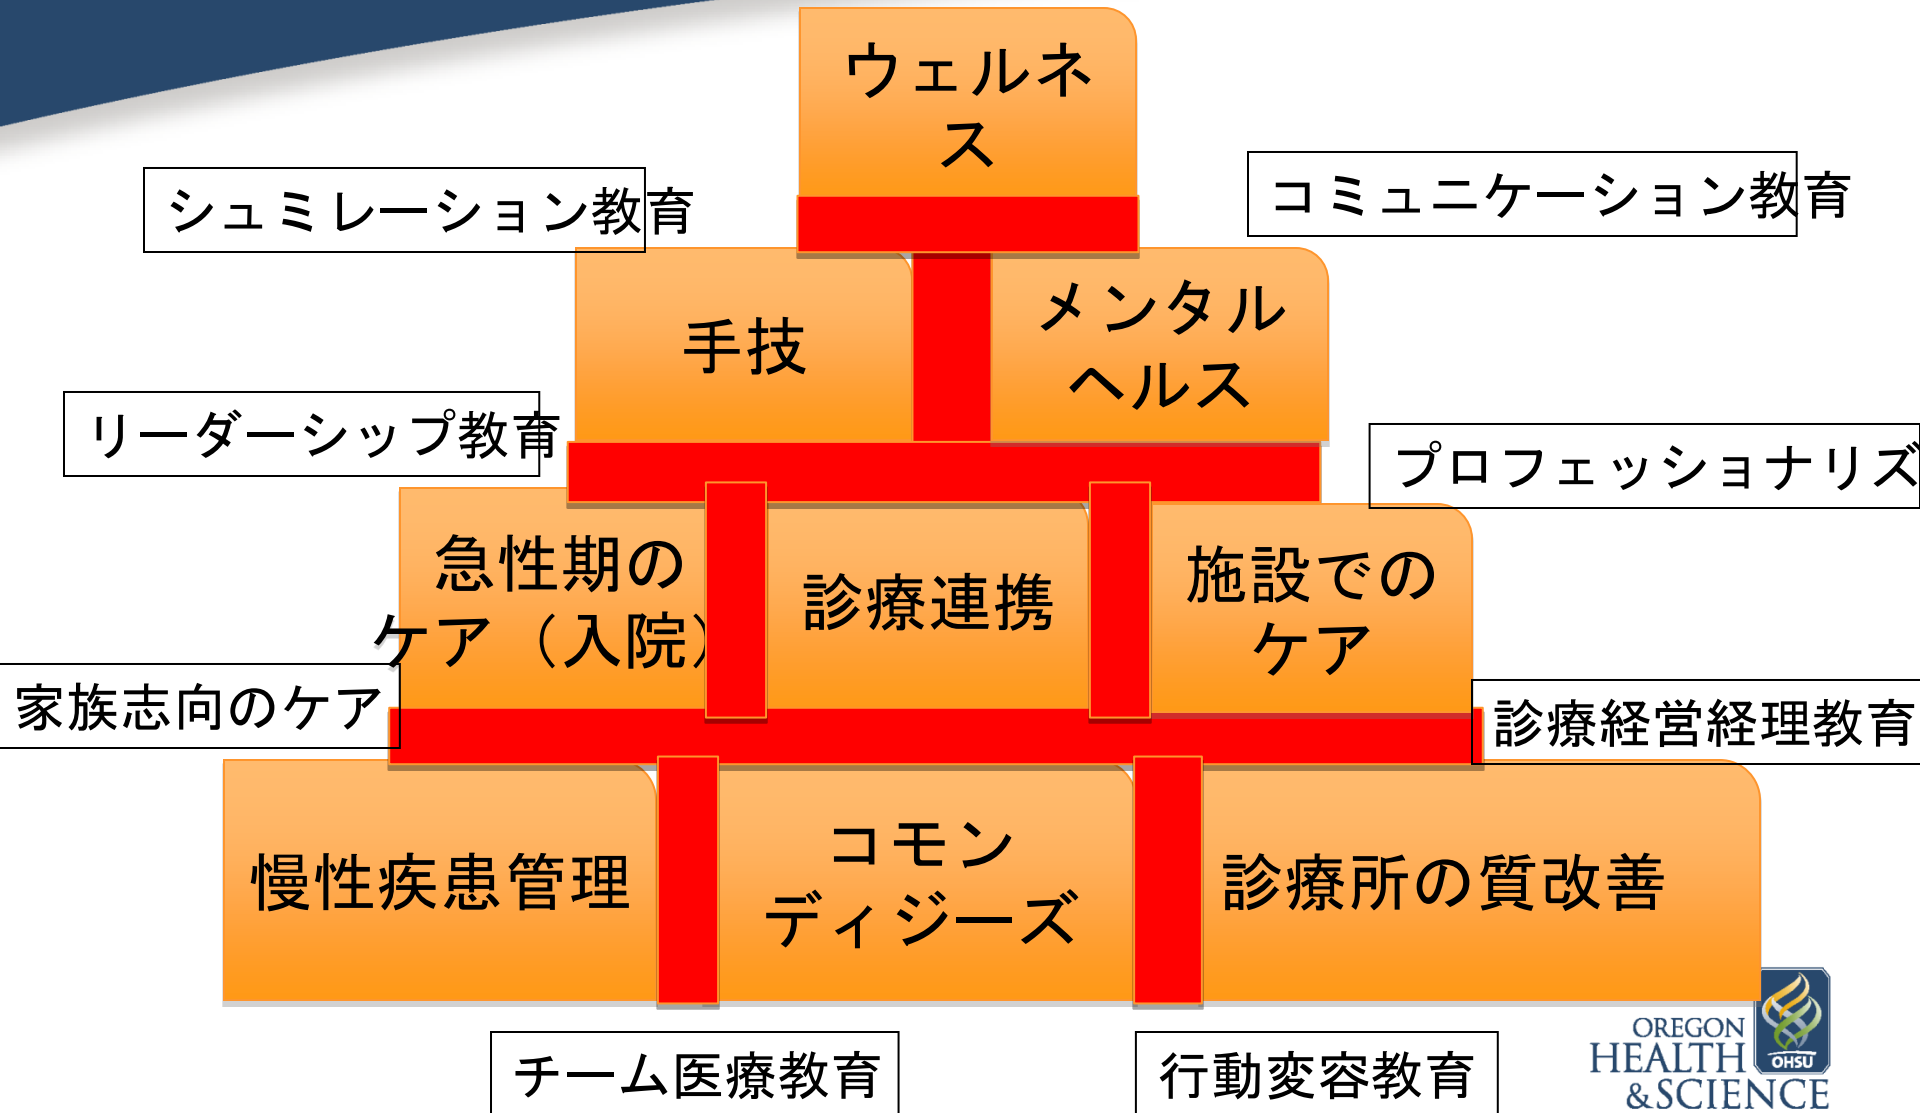 ウェルネ
ス
シュミレーション教育
コミュニケーション教育
手技
メンタル
ヘルス
リーダーシップ教育
プロフェッショナリズ
急性期の
ケア（入院）
診療連携
施設での
ケア
家族志向のケア
診療経営経理教育
慢性疾患管理
コモン
ディジーズ
診療所の質改善
チーム医療教育
行動変容教育
OREGON
HEALTH
OHSU
&SCIENCE